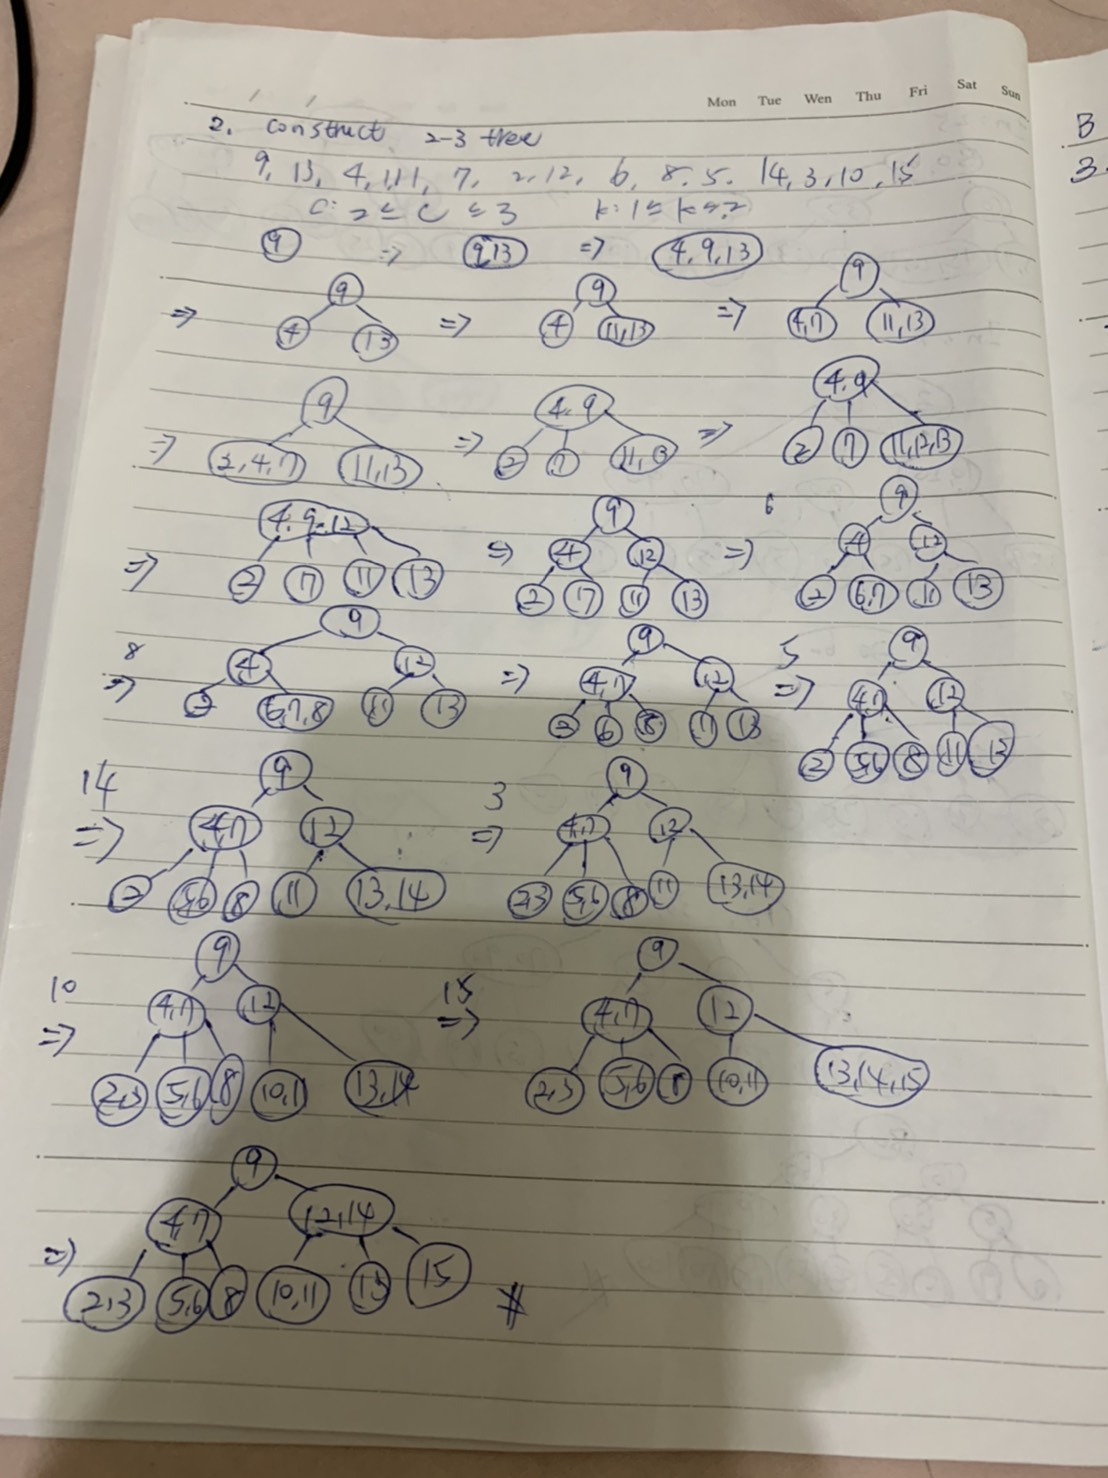 Mon Tue Wed Thu Fri Sat Sun
2. construct 2-3 tree
9, 13, 4, 11, 7, 2, 12, 6, 8, 5, 14, 3, 10, 15
C: 2 ≤ C ≤ 3 k: 1 ≤ k ≤ 2
9 => 9,13 => 4,9,13
=> 9 => 9 => 9
4 13 4 11,13 4,7 11,13
=> 9 => 4,9 => 4,9
2,4,7 11,13 2 7 11,13 2 7 11,12,13
=> 4,9,12 => 9 6 => 9
4 12 4 12
2 7 11 13 2 7 11 13 2 6,7 11 13
8 => 9 => 9 5 => 9
4 12 4,7 12 4,7 12
2 6,7,8 11 13 2 6 8 11 13 2 5,6 8 11 13
14 => 9 3 => 9
4,7 12 4,7 12
2 5,6 8 11 13,14 2,3 5,6 8 11 13,14
10 => 9 15 => 9
4,7 12 4,7 12
2,3 5,6 8 10,11 13,14 2,3 5,6 8 10,11 13,14,15
=> 9
4,7 12,14
2,3 5,6 8 10,11 13 15 #
B
3.